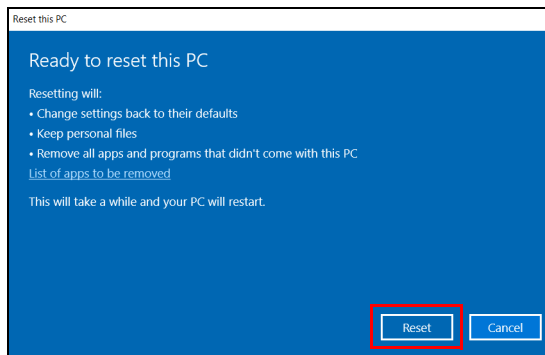 Reset this PC
Ready to reset this PC
Resetting will:
• Change settings back to their defaults
• Keep personal files
• Remove all apps and programs that didn't come with this PC
List of apps to be removed
This will take a while and your PC will restart.
Reset Cancel